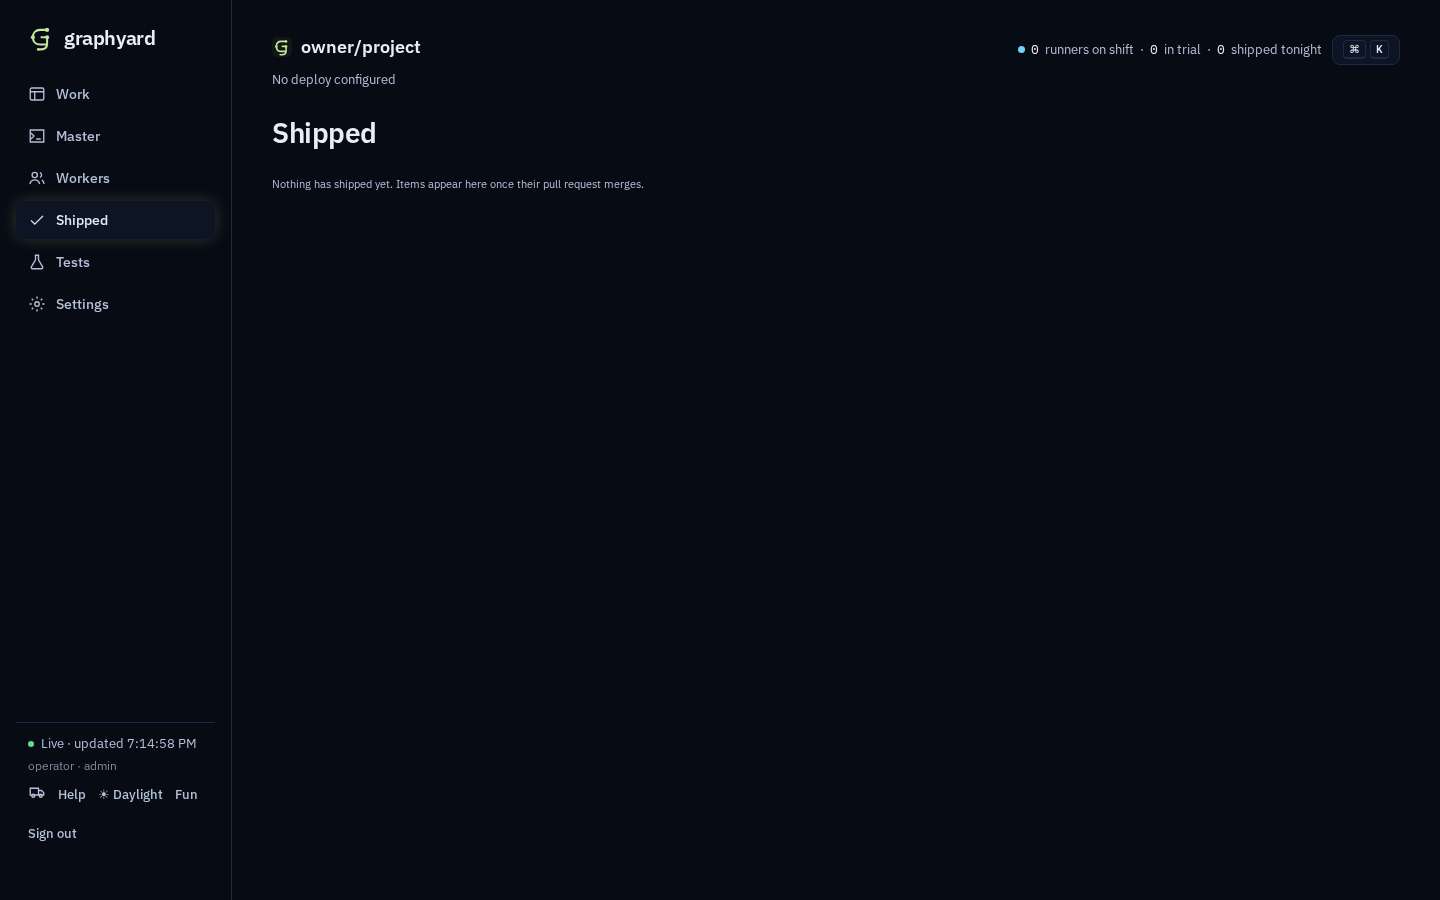 graphyard
Work
Master
Workers
Shipped
Tests
Settings
Live · updated 7:14:58 PM
operator · admin
Help ☀ Daylight Fun
Sign out
owner/project
No deploy configured
0 runners on shift · 0 in trial · 0 shipped tonight ⌘ K
Shipped
Nothing has shipped yet. Items appear here once their pull request merges.